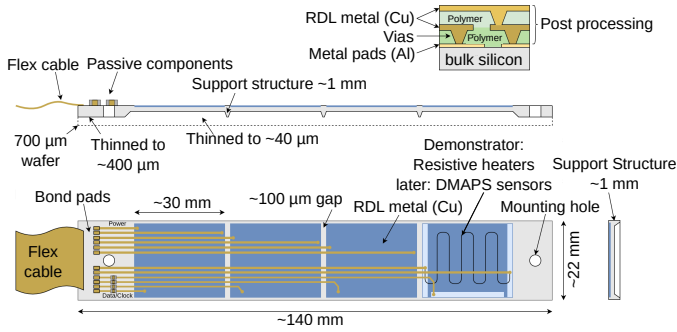 RDL metal (Cu)
Vias
Metal pads (Al)
Polymer
Polymer
bulk silicon
Post processing
Flex cable
Passive components
Support structure ~1 mm
700 µm
wafer
Thinned to
~400 µm
Thinned to ~40 µm
Demonstrator:
Resistive heaters
later: DMAPS sensors
Support Structure
~1 mm
Bond pads
~30 mm
~100 µm gap
RDL metal (Cu)
Mounting hole
Power
Flex
cable
Data/Clock
~22 mm
~140 mm